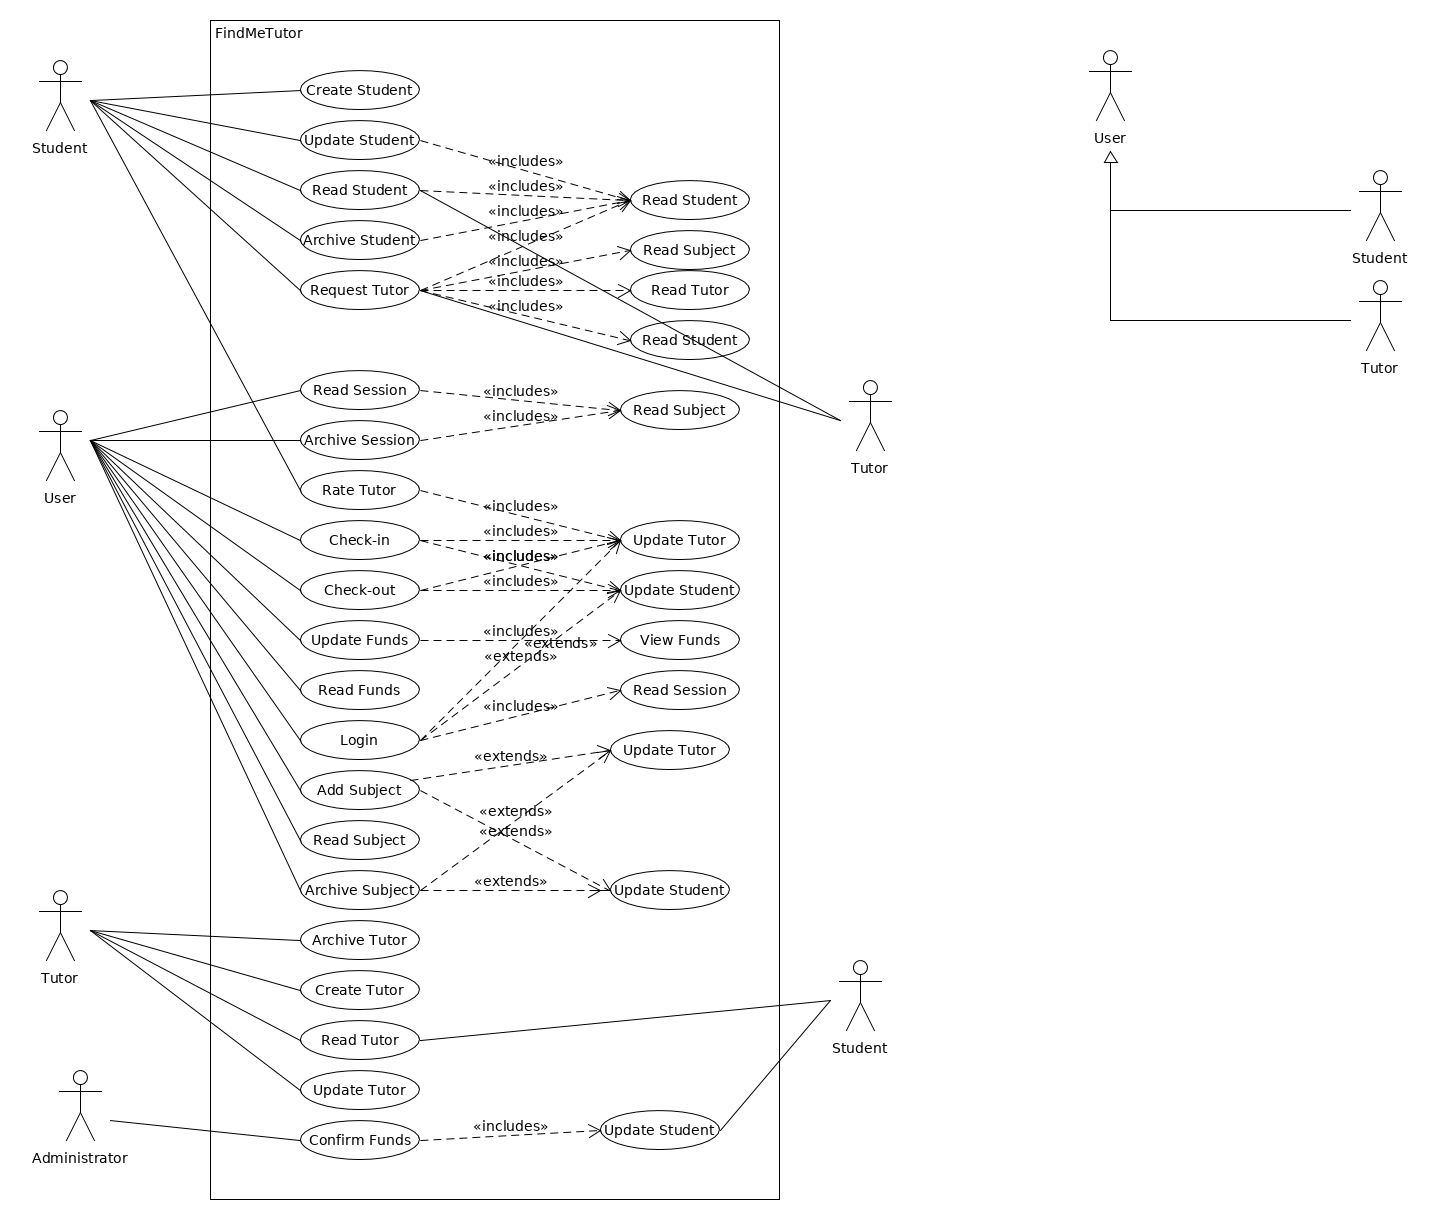 FindMeTutor
Student
Create Student
Update Student
Read Student
Archive Student
Request Tutor
«includes»
«includes»
«includes»
«includes»
«includes»
«includes»
«includes»
Read Student
Read Subject
Read Tutor
Read Student
User
Read Session
Archive Session
Rate Tutor
Check-in
Check-out
Update Funds
Read Funds
Login
Add Subject
Read Subject
Archive Subject
«includes»
«includes»
Read Subject
«includes»
«includes»
«includes»
«includes»
«includes»
«includes»
«extends»
«extends»
«includes»
Update Tutor
Update Student
View Funds
Read Session
«extends»
«extends»
«extends»
«extends»
Update Tutor
Update Student
Tutor
Tutor
Archive Tutor
Create Tutor
Read Tutor
Update Tutor
Student
Administrator
Confirm Funds
«includes»
Update Student
User
Student
Tutor